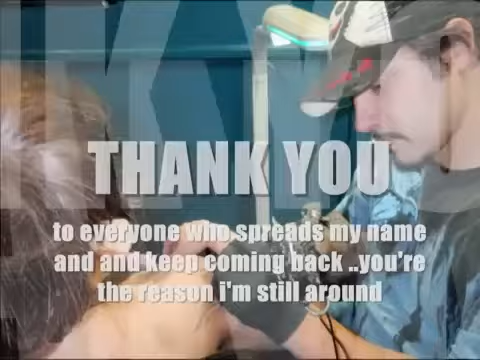 THANK YOU
to everyone who spreads my name
and and keep coming back ..you're
the reason i'm still around